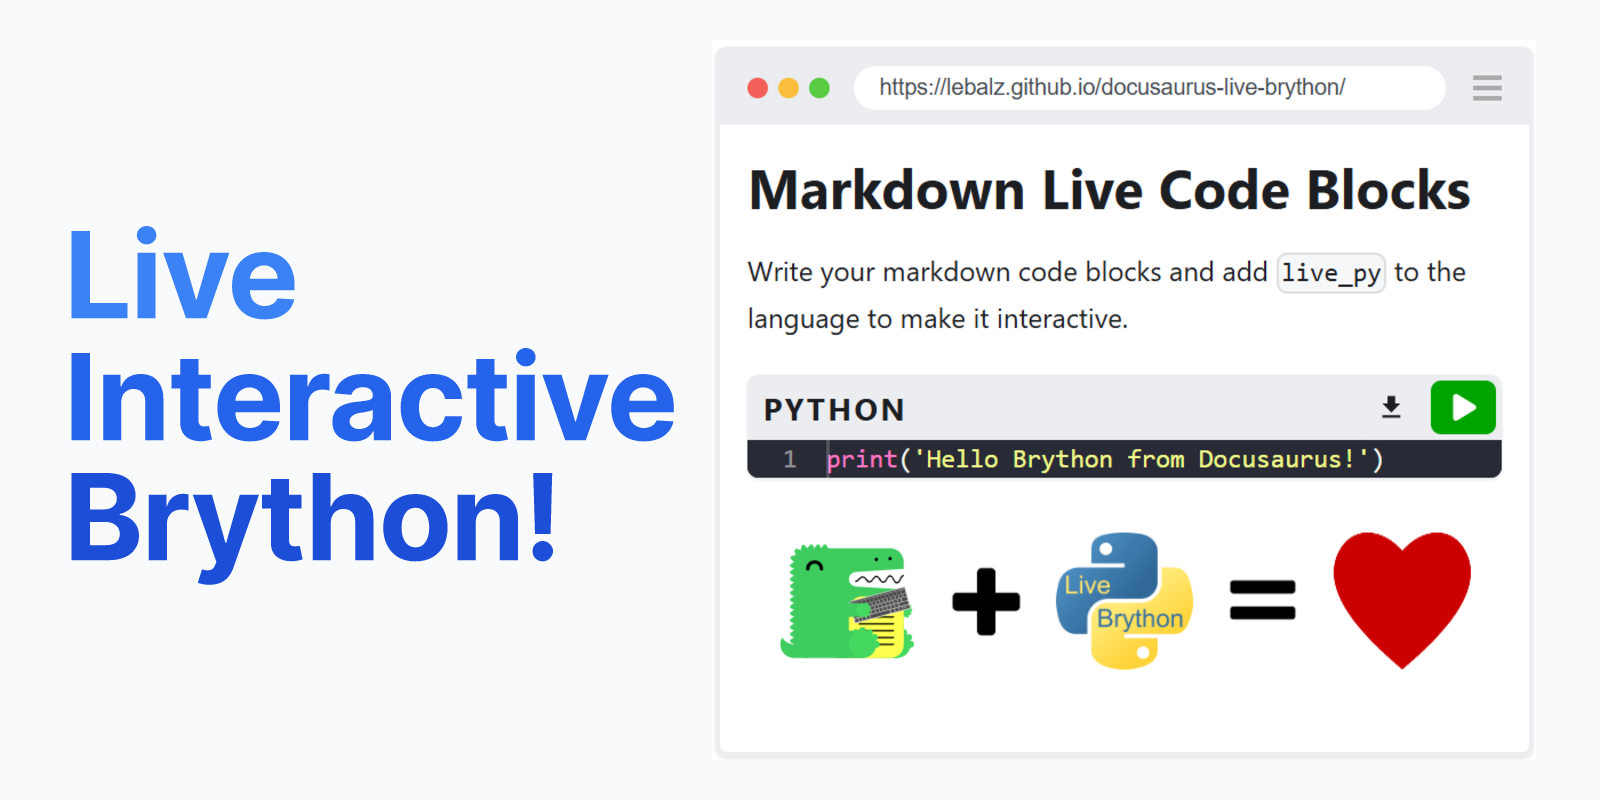 Live
Interactive
Brython!
https://lebalz.github.io/docusaurus-live-brython/
Markdown Live Code Blocks
Write your markdown code blocks and add live_py to the
language to make it interactive.
PYTHON
1 print('Hello Brython from Docusaurus!')
Live
Brython